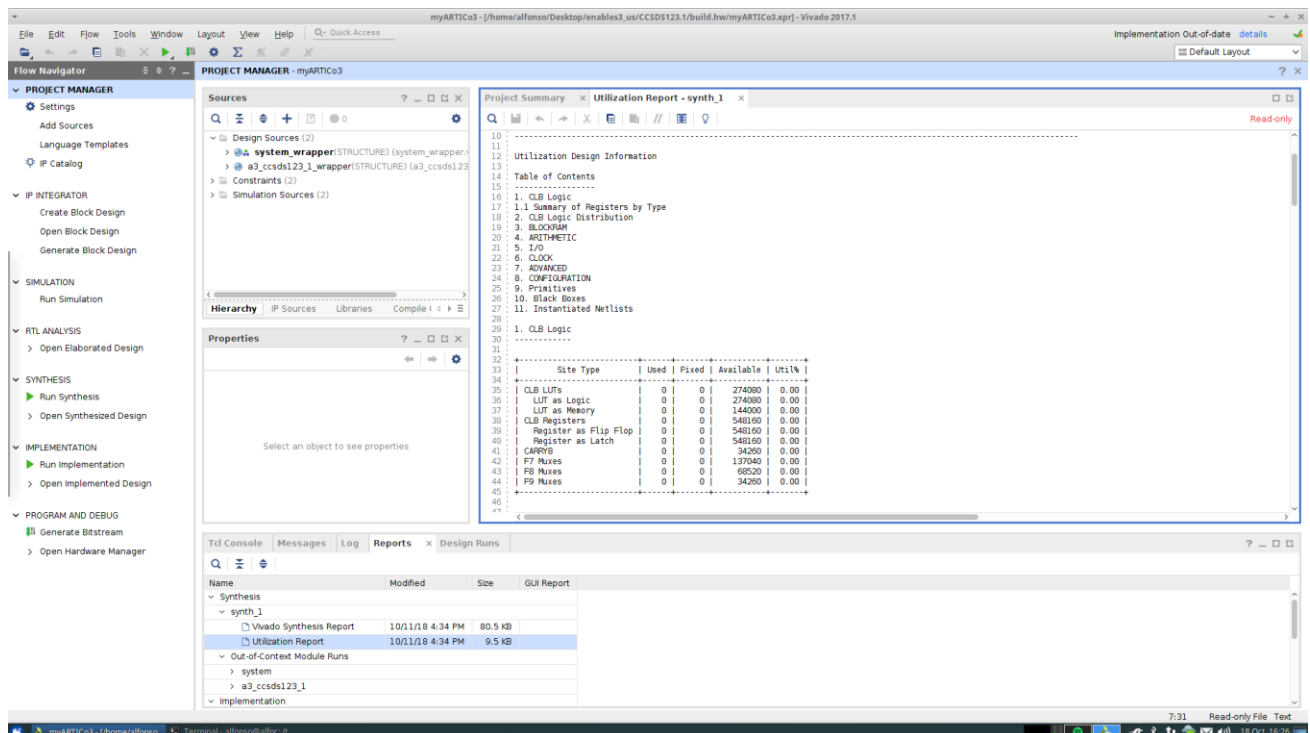 myARTICo3 - [/home/alfonso/Desktop/enables3_us/CCSDS123.1/build.hw/myARTICo3.xpr] - Vivado 2017.1
File Edit Flow Tools Window Layout View Help Quick Access
Implementation Out-of-date details
Default Layout
Flow Navigator
PROJECT MANAGER
Settings
Add Sources
Language Templates
IP Catalog
IP INTEGRATOR
Create Block Design
Open Block Design
Generate Block Design
SIMULATION
Run Simulation
RTL ANALYSIS
Open Elaborated Design
SYNTHESIS
Run Synthesis
Open Synthesized Design
IMPLEMENTATION
Run Implementation
Open Implemented Design
PROGRAM AND DEBUG
Generate Bitstream
Open Hardware Manager
PROJECT MANAGER - myARTICo3
Sources
0
Design Sources (2)
system_wrapper(STRUCTURE) (system_wrapper.
a3_ccsds123_1_wrapper(STRUCTURE) (a3_ccsds123
Constraints (2)
Simulation Sources (2)
Hierarchy IP Sources Libraries Compile
Properties
Select an object to see properties
Project Summary × Utilization Report - synth_1 ×
Read-only
10 --------------------
11
12 Utilization Design Information
13
14 Table of Contents
15 -----------------
16 1. CLB Logic
17 1.1 Summary of Registers by Type
18 2. CLB Logic Distribution
19 3. BLOCKRAM
20 4. ARITHMETIC
21 5. I/O
22 6. CLOCK
23 7. ADVANCED
24 8. CONFIGURATION
25 9. Primitives
26 10. Black Boxes
27 11. Instantiated Netlists
28
29 1. CLB Logic
30 ------------
31
32 +----------------------------+------+-------+-----------+-------+
33 | Site Type | Used | Fixed | Available | Util% |
34 +----------------------------+------+-------+-----------+-------+
35 | CLB LUTs | 0 | 0 | 274080 | 0.00 |
36 | LUT as Logic | 0 | 0 | 274080 | 0.00 |
37 | LUT as Memory | 0 | 0 | 144000 | 0.00 |
38 | CLB Registers | 0 | 0 | 548160 | 0.00 |
39 | Register as Flip Flop | 0 | 0 | 548160 | 0.00 |
40 | Register as Latch | 0 | 0 | 548160 | 0.00 |
41 | CARRY8 | 0 | 0 | 34260 | 0.00 |
42 | F7 Muxes | 0 | 0 | 137040 | 0.00 |
43 | F8 Muxes | 0 | 0 | 68520 | 0.00 |
44 | F9 Muxes | 0 | 0 | 34260 | 0.00 |
45 +----------------------------+------+-------+-----------+-------+
46
47
Tcl Console Messages Log Reports × Design Runs
Name Modified Size GUI Report
Synthesis
synth_1
Vivado Synthesis Report 10/11/18 4:34 PM 80.5 KB
Utilization Report 10/11/18 4:34 PM 9.5 KB
Out-of-Context Module Runs
system
a3_ccsds123_1
Implementation
7:31 Read-only File Text
myARTICo3 - [/home/alfonso Terminal - alfonso@alfpc: /t 18 Oct, 16:26